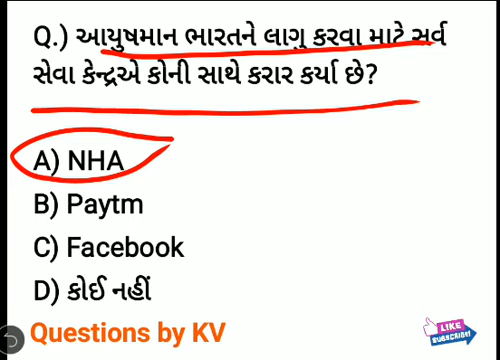 Q.) આયુષમાન ભારતને લાગુ કરવા માટે સર્વ
સેવા કેન્દ્રએ કોની સાથે કરાર કર્યા છે?
A) NHA
B) Paytm
C) Facebook
D) કોઈ નહીં
Questions by KV
LIKE
SUBSCRIBE